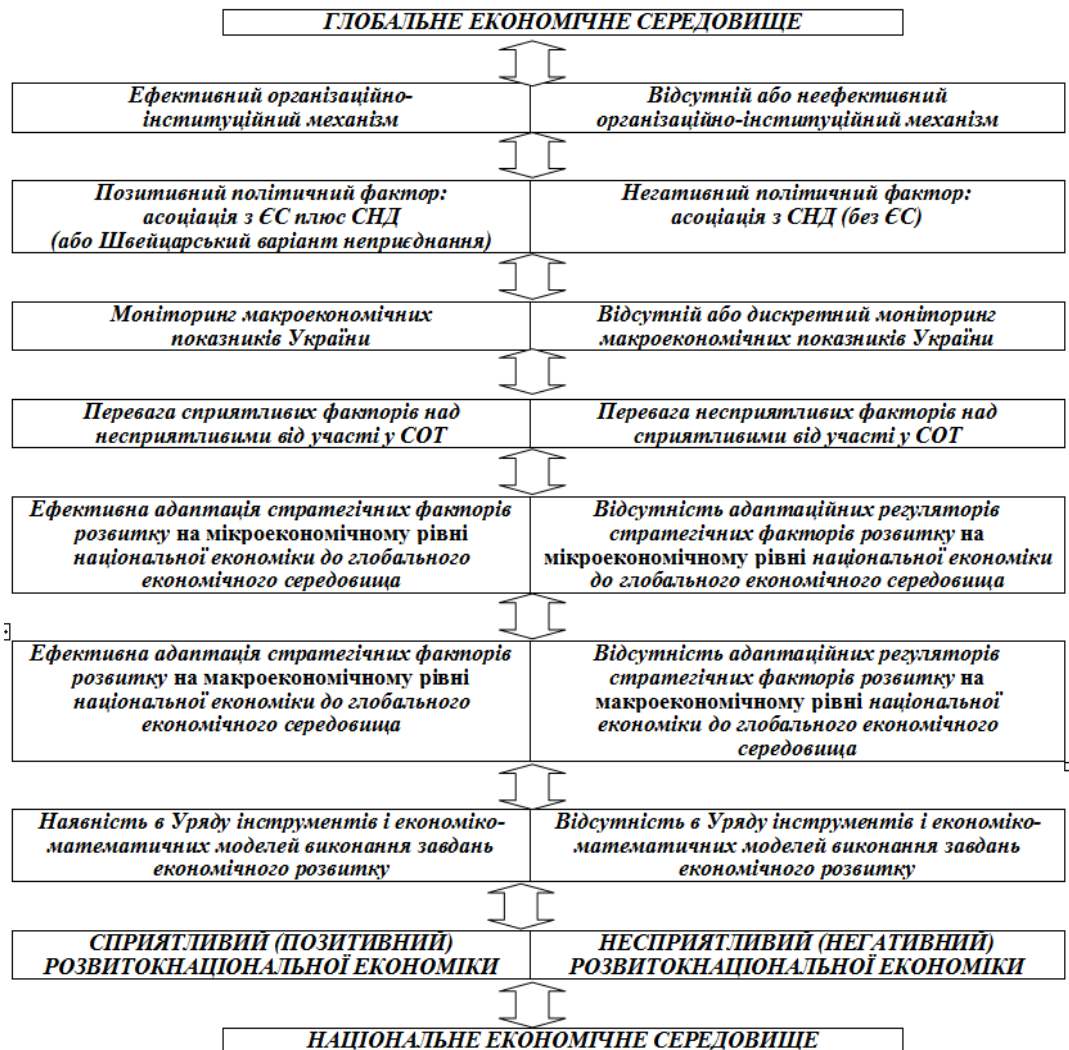 ГЛОБАЛЬНЕ ЕКОНОМІЧНЕ СЕРЕДОВИЩЕ
Ефективний організаційно-
інституційний механізм
Відсутній або неефективний
організаційно-інституційний механізм
Позитивний політичний фактор:
асоціація з ЄС плюс СНД
(або Швейцарський варіант неприєднання)
Негативний політичний фактор:
асоціація з СНД (без ЄС)
Моніторинг макроекономічних
показників України
Відсутній або дискретний моніторинг
макроекономічних показників України
Перевага сприятливих факторів над
несприятливими від участі у СОТ
Перевага несприятливих факторів над
сприятливими від участі у СОТ
Ефективна адаптація стратегічних факторів
розвитку на мікроекономічному рівні
національної економіки до глобального
економічного середовища
Відсутність адаптаційних регуляторів
стратегічних факторів розвитку на
мікроекономічному рівні національної економіки
до глобального економічного середовища
Ефективна адаптація стратегічних факторів
розвитку на макроекономічному рівні
національної економіки до глобального
економічного середовища
Відсутність адаптаційних регуляторів
стратегічних факторів розвитку на
макроекономічному рівні національної
економіки до глобального економічного
середовища
Наявність в Уряду інструментів і економіко-
математичних моделей виконання завдань
економічного розвитку
Відсутність в Уряду інструментів і економіко-
математичних моделей виконання завдань
економічного розвитку
СПРИЯТЛИВИЙ (ПОЗИТИВНИЙ)
РОЗВИТОКНАЦІОНАЛЬНОЇ ЕКОНОМІКИ
НЕСПРИЯТЛИВИЙ (НЕГАТИВНИЙ)
РОЗВИТОКНАЦІОНАЛЬНОЇ ЕКОНОМІКИ
НАЦІОНАЛЬНЕ ЕКОНОМІЧНЕ СЕРЕДОВИЩЕ